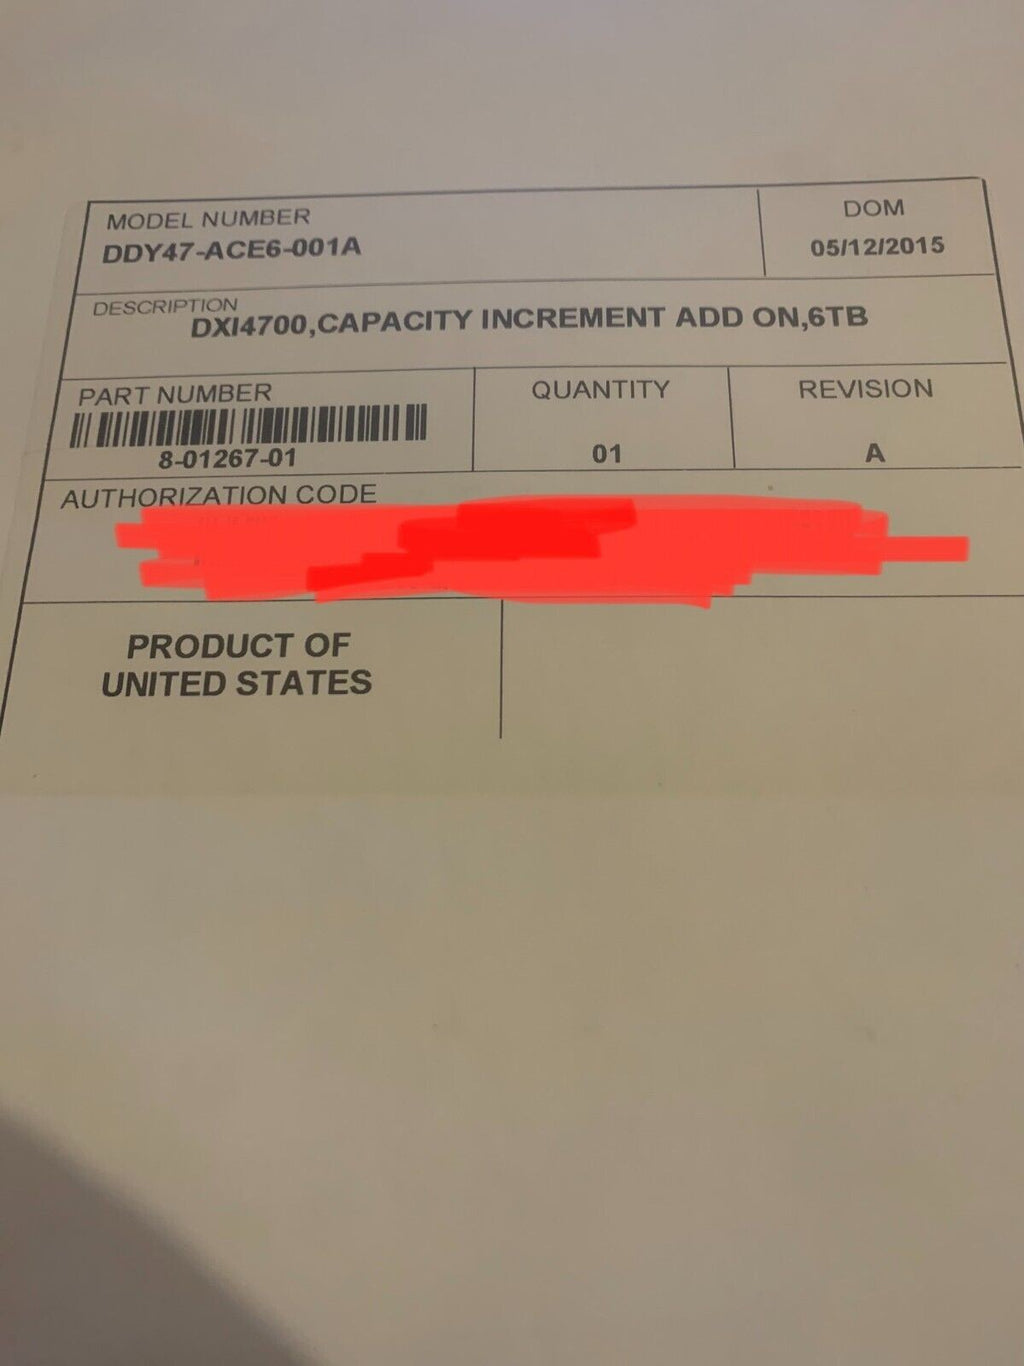 MODEL NUMBER
DDY47-ACE6-001A
DOM
05/12/2015
DESCRIPTION
DXI4700,CAPACITY INCREMENT ADD ON,6TB
PART NUMBER
8-01267-01
QUANTITY
01
REVISION
A
AUTHORIZATION CODE
PRODUCT OF
UNITED STATES